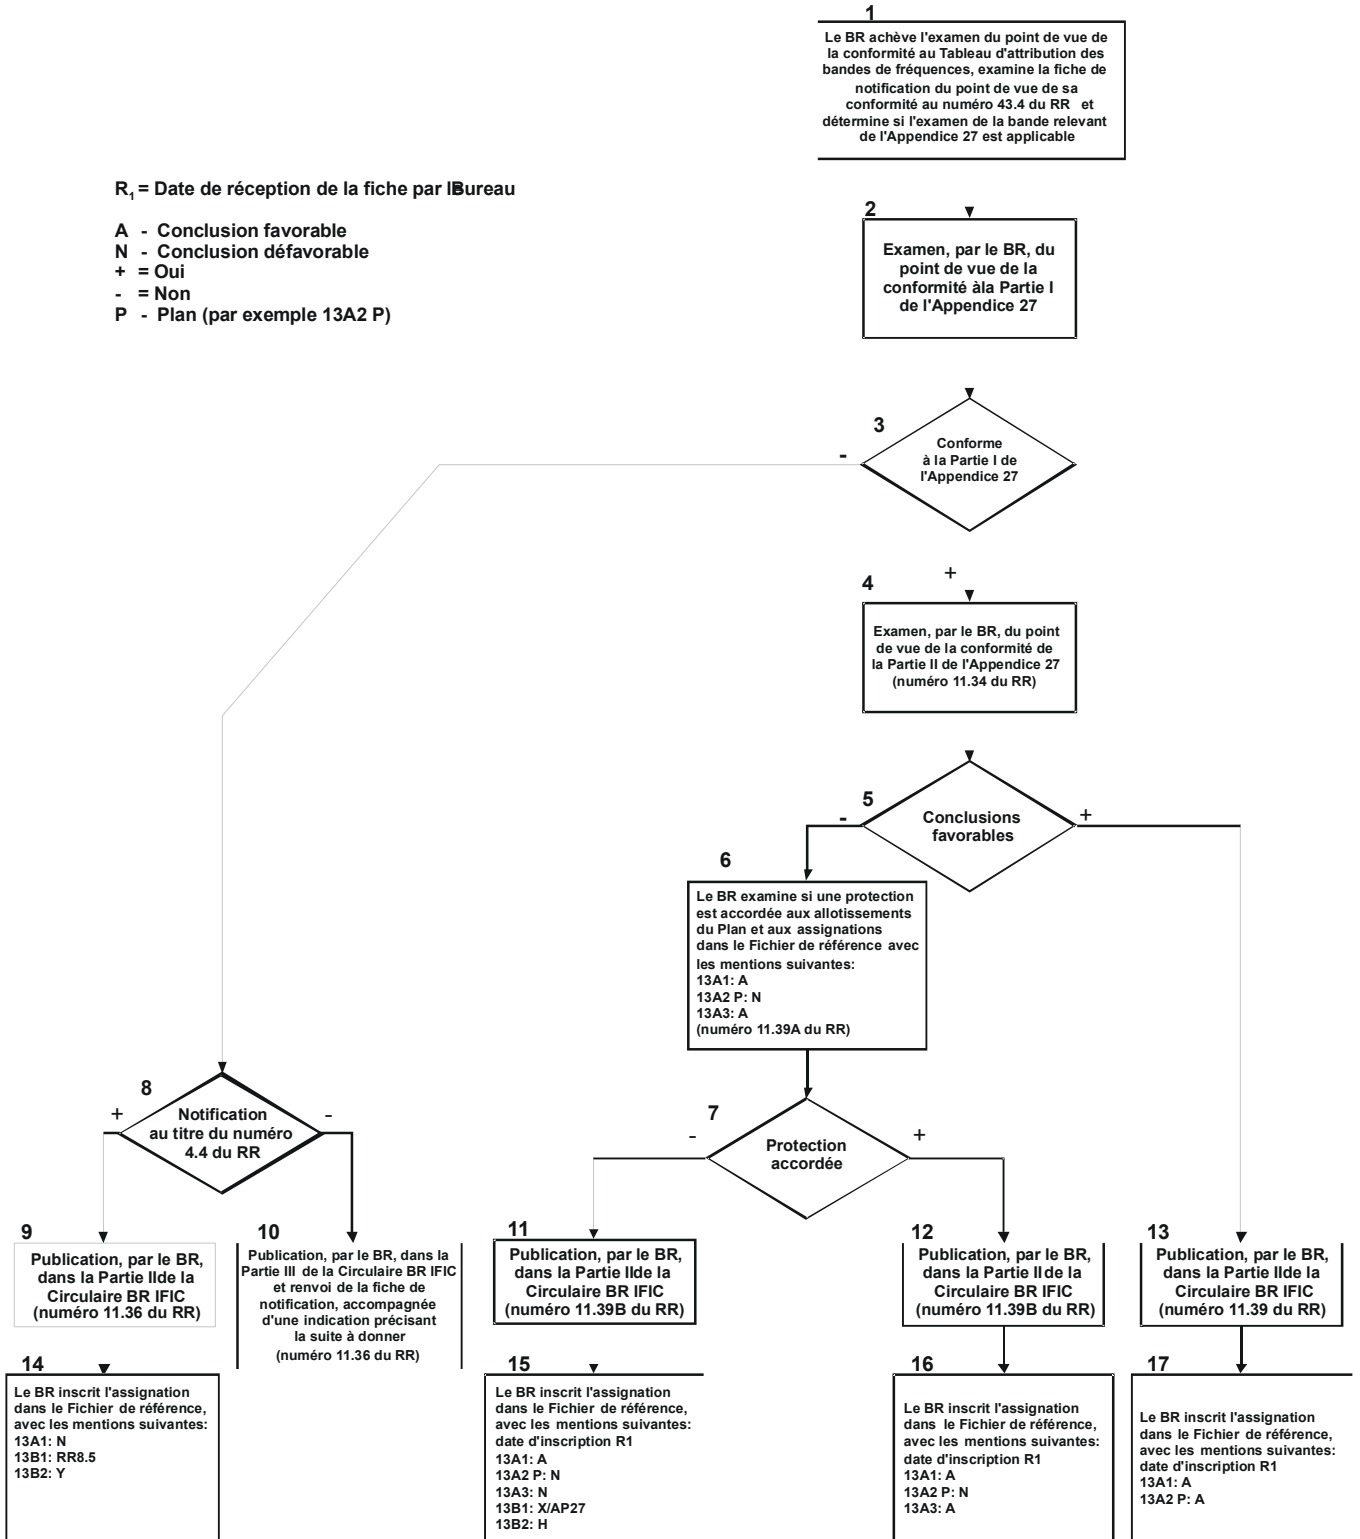 1
Le BR achève l'examen du point de vue de
la conformité au Tableau d'attribution des
bandes de fréquences, examine la fiche de
notification du point de vue de sa
conformité au numéro 43.4 du RR et
détermine si l'examen de la bande relevant
de l'Appendice 27 est applicable
R1 = Date de réception de la fiche par le Bureau
A - Conclusion favorable
N - Conclusion défavorable
+ = Oui
- = Non
P - Plan (par exemple 13A2 P)
2
Examen, par le BR, du
point de vue de la
conformité àla Partie I
de l'Appendice 27
3
Conforme
à la Partie I de
l'Appendice 27
-
+
4
Examen, par le BR, du point
de vue de la conformité de
la Partie II de l'Appendice 27
(numéro 11.34 du RR)
5
Conclusions
favorables
-
+
6
Le BR examine si une protection
est accordée aux allotissements
du Plan et aux assignations
dans le Fichier de référence avec
les mentions suivantes:
13A1: A
13A2 P: N
13A3: A
(numéro 11.39A du RR)
7
Protection
accordée
-
+
8
Notification
au titre du numéro
4.4 du RR
+
-
9
Publication, par le BR,
dans la Partie IIde la
Circulaire BR IFIC
(numéro 11.36 du RR)
10
Publication, par le BR, dans la
Partie III de la Circulaire BR IFIC
et renvoi de la fiche de
notification, accompagnée
d'une indication précisant
la suite à donner
(numéro 11.36 du RR)
11
Publication, par le BR,
dans la Partie IIde la
Circulaire BR IFIC
(numéro 11.39B du RR)
12
Publication, par le BR,
dans la Partie II de la
Circulaire BR IFIC
(numéro 11.39B du RR)
13
Publication, par le BR,
dans la Partie IIde la
Circulaire BR IFIC
(numéro 11.39 du RR)
14
Le BR inscrit l'assignation
dans le Fichier de référence,
avec les mentions suivantes:
13A1: N
13B1: RR8.5
13B2: Y
15
Le BR inscrit l'assignation
dans le Fichier de référence,
avec les mentions suivantes:
date d'inscription R1
13A1: A
13A2 P: N
13A3: N
13B1: X/AP27
13B2: H
16
Le BR inscrit l'assignation
dans le Fichier de référence,
avec les mentions suivantes:
date d'inscription R1
13A1: A
13A2 P: N
13A3: A
17
Le BR inscrit l'assignation
dans le Fichier de référence,
avec les mentions suivantes:
date d'inscription R1
13A1: A
13A2 P: A